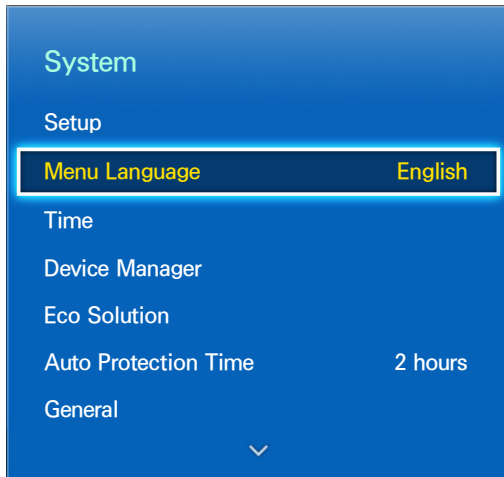 System
Setup
Menu Language English
Time
Device Manager
Eco Solution
Auto Protection Time 2 hours
General